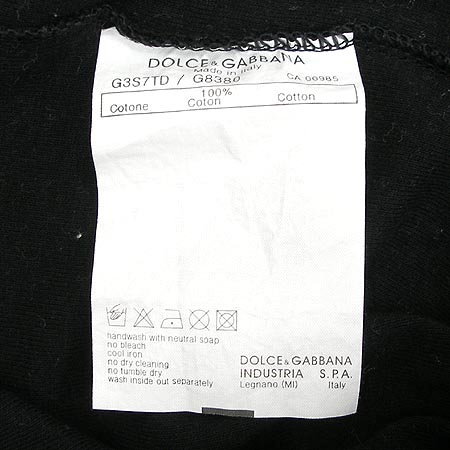 DOLCE & GABBANA
Made in Italy
G3S7TD / G8380 CA 00985
100%
Cotone Coton Cotton
handwash with neutral soap
no bleach
cool iron
no dry cleaning
no tumble dry
wash inside out separately
DOLCE & GABBANA
INDUSTRIA S.P.A.
Legnano (MI) Italy